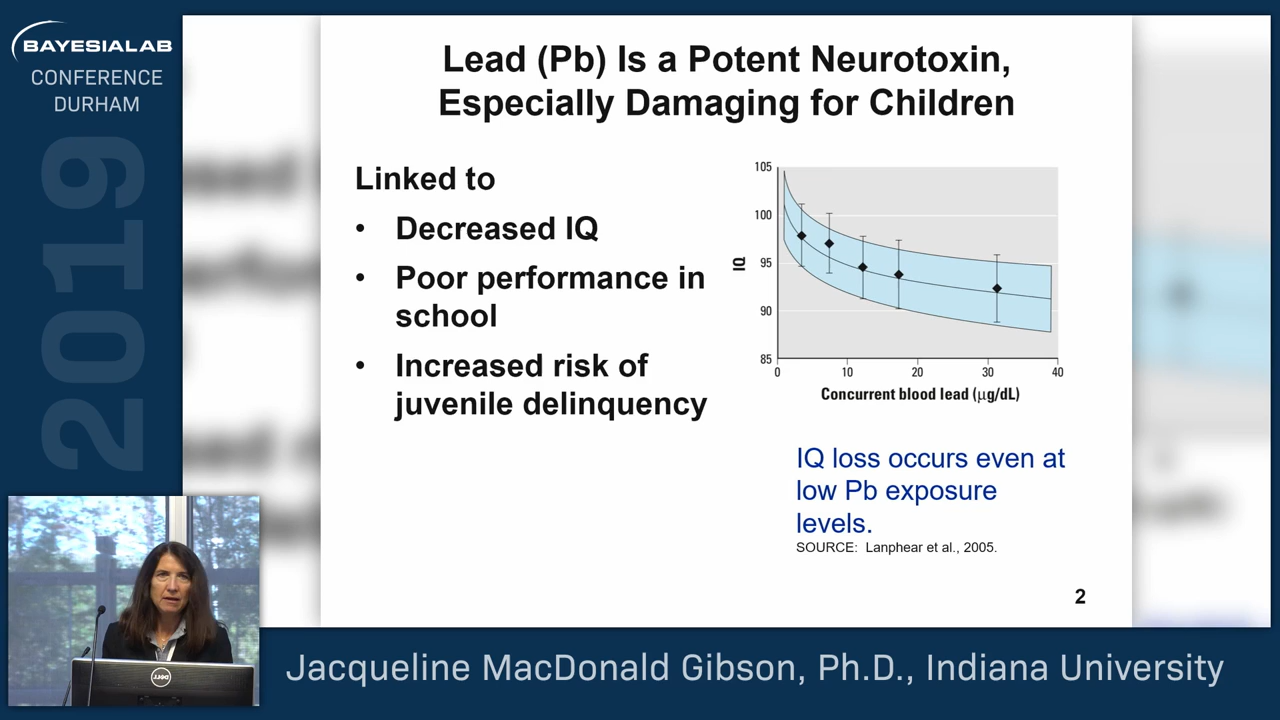 BAYESIALAB
CONFERENCE
DURHAM
2019
Lead (Pb) Is a Potent Neurotoxin,
Especially Damaging for Children
Linked to
• Decreased IQ
• Poor performance in
school
• Increased risk of
juvenile delinquency
105
100
95
90
85
IQ
0 10 20 30 40
Concurrent blood lead (μg/dL)
IQ loss occurs even at
low Pb exposure
levels.
SOURCE: Lanphear et al., 2005.
2
DELL
Jacqueline MacDonald Gibson, Ph.D., Indiana University